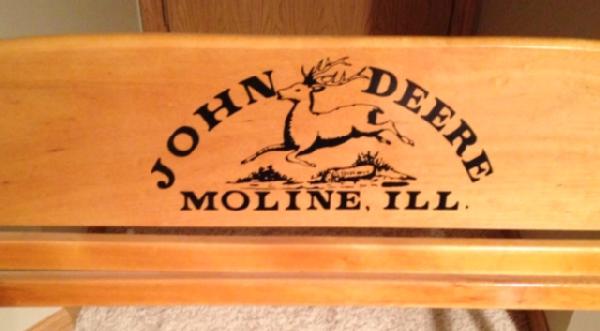 JOHN DEERE
MOLINE, ILL.